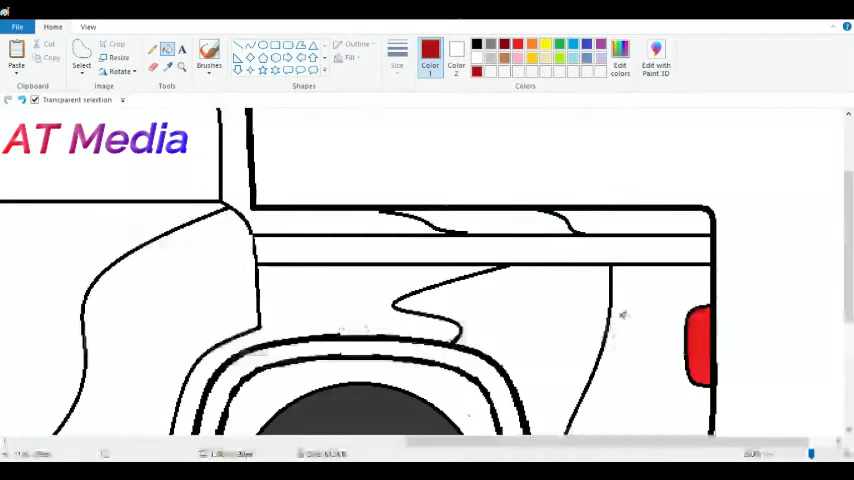 File Home View
Paste Cut Copy Clipboard
Select Crop Resize Rotate Image
Tools
Brushes
Shapes Outline Fill
Size
Color 1
Color 2
Colors
Edit colors
Edit with Paint 3D
Transparent selection
AT Media